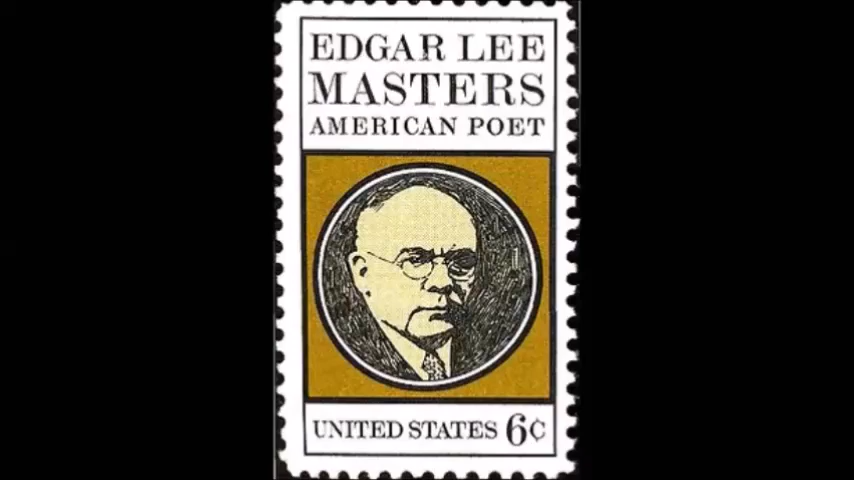 EDGAR LEE
MASTERS
AMERICAN POET
UNITED STATES 6¢